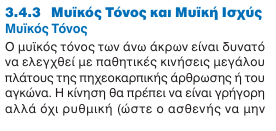 3.4.3 Μυϊκός Τόνος και Μυϊκή Ισχύς
Μυϊκός Τόνος
Ο μυϊκός τόνος των άνω άκρων είναι δυνατό
να ελεγχθεί με παθητικές κινήσεις μεγάλου
πλάτους της πηχεοκαρπικής άρθρωσης ή του
αγκώνα. Η κίνηση θα πρέπει να είναι γρήγορη
αλλά όχι ρυθμική (ώστε ο ασθενής να μην